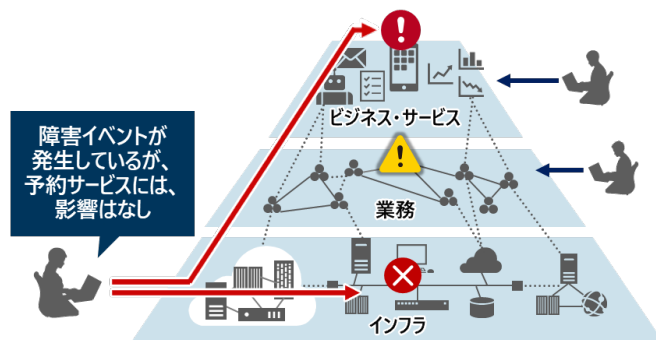 ビジネス・サービス
障害イベントが
発生しているが、
予約サービスには、
影響はなし
業務
インフラ